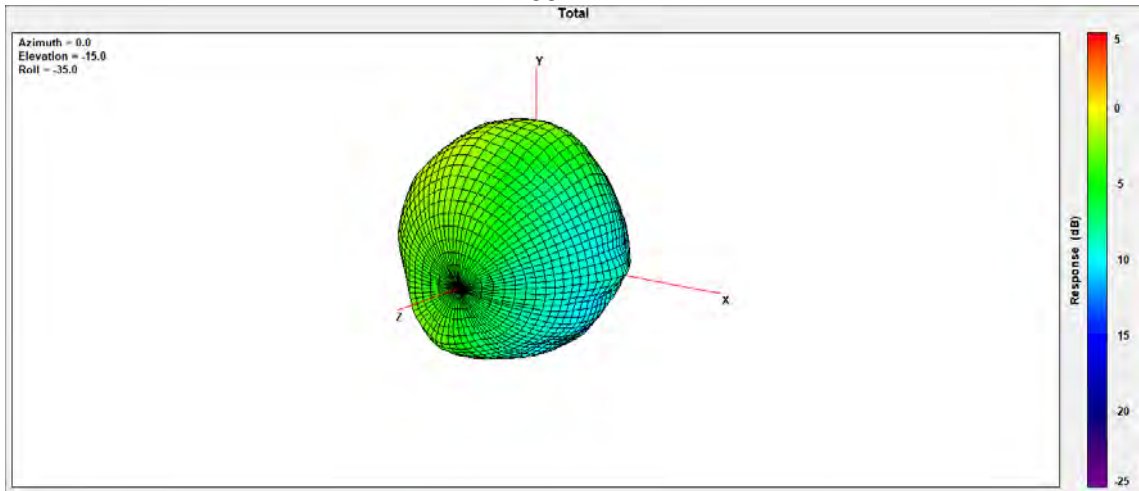 Total
Azimuth = 0.0
Elevation = -15.0
Roll = -35.0
Y
X
Z
5
0
-5
-10
-15
-20
-25
Response (dB)